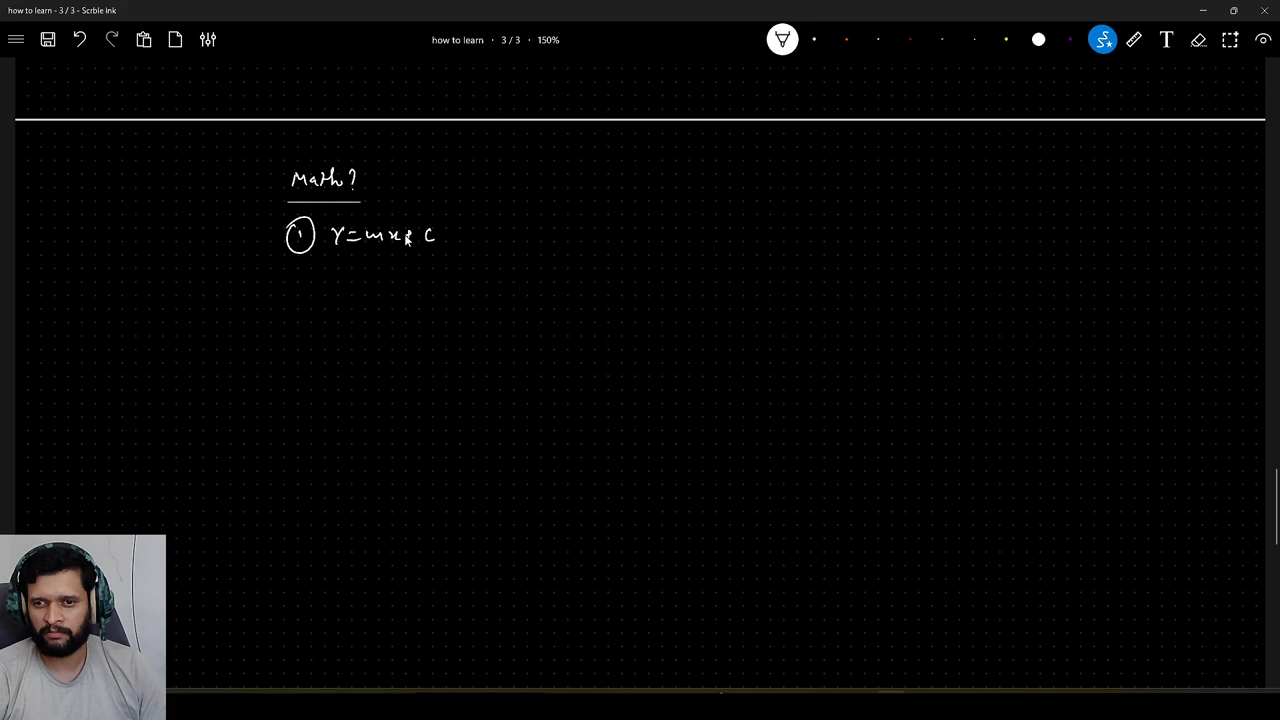 how to learn - 3 / 3 - Scrble Ink
how to learn · 3 / 3 · 150%
T
Math?
① Y=mx+ C